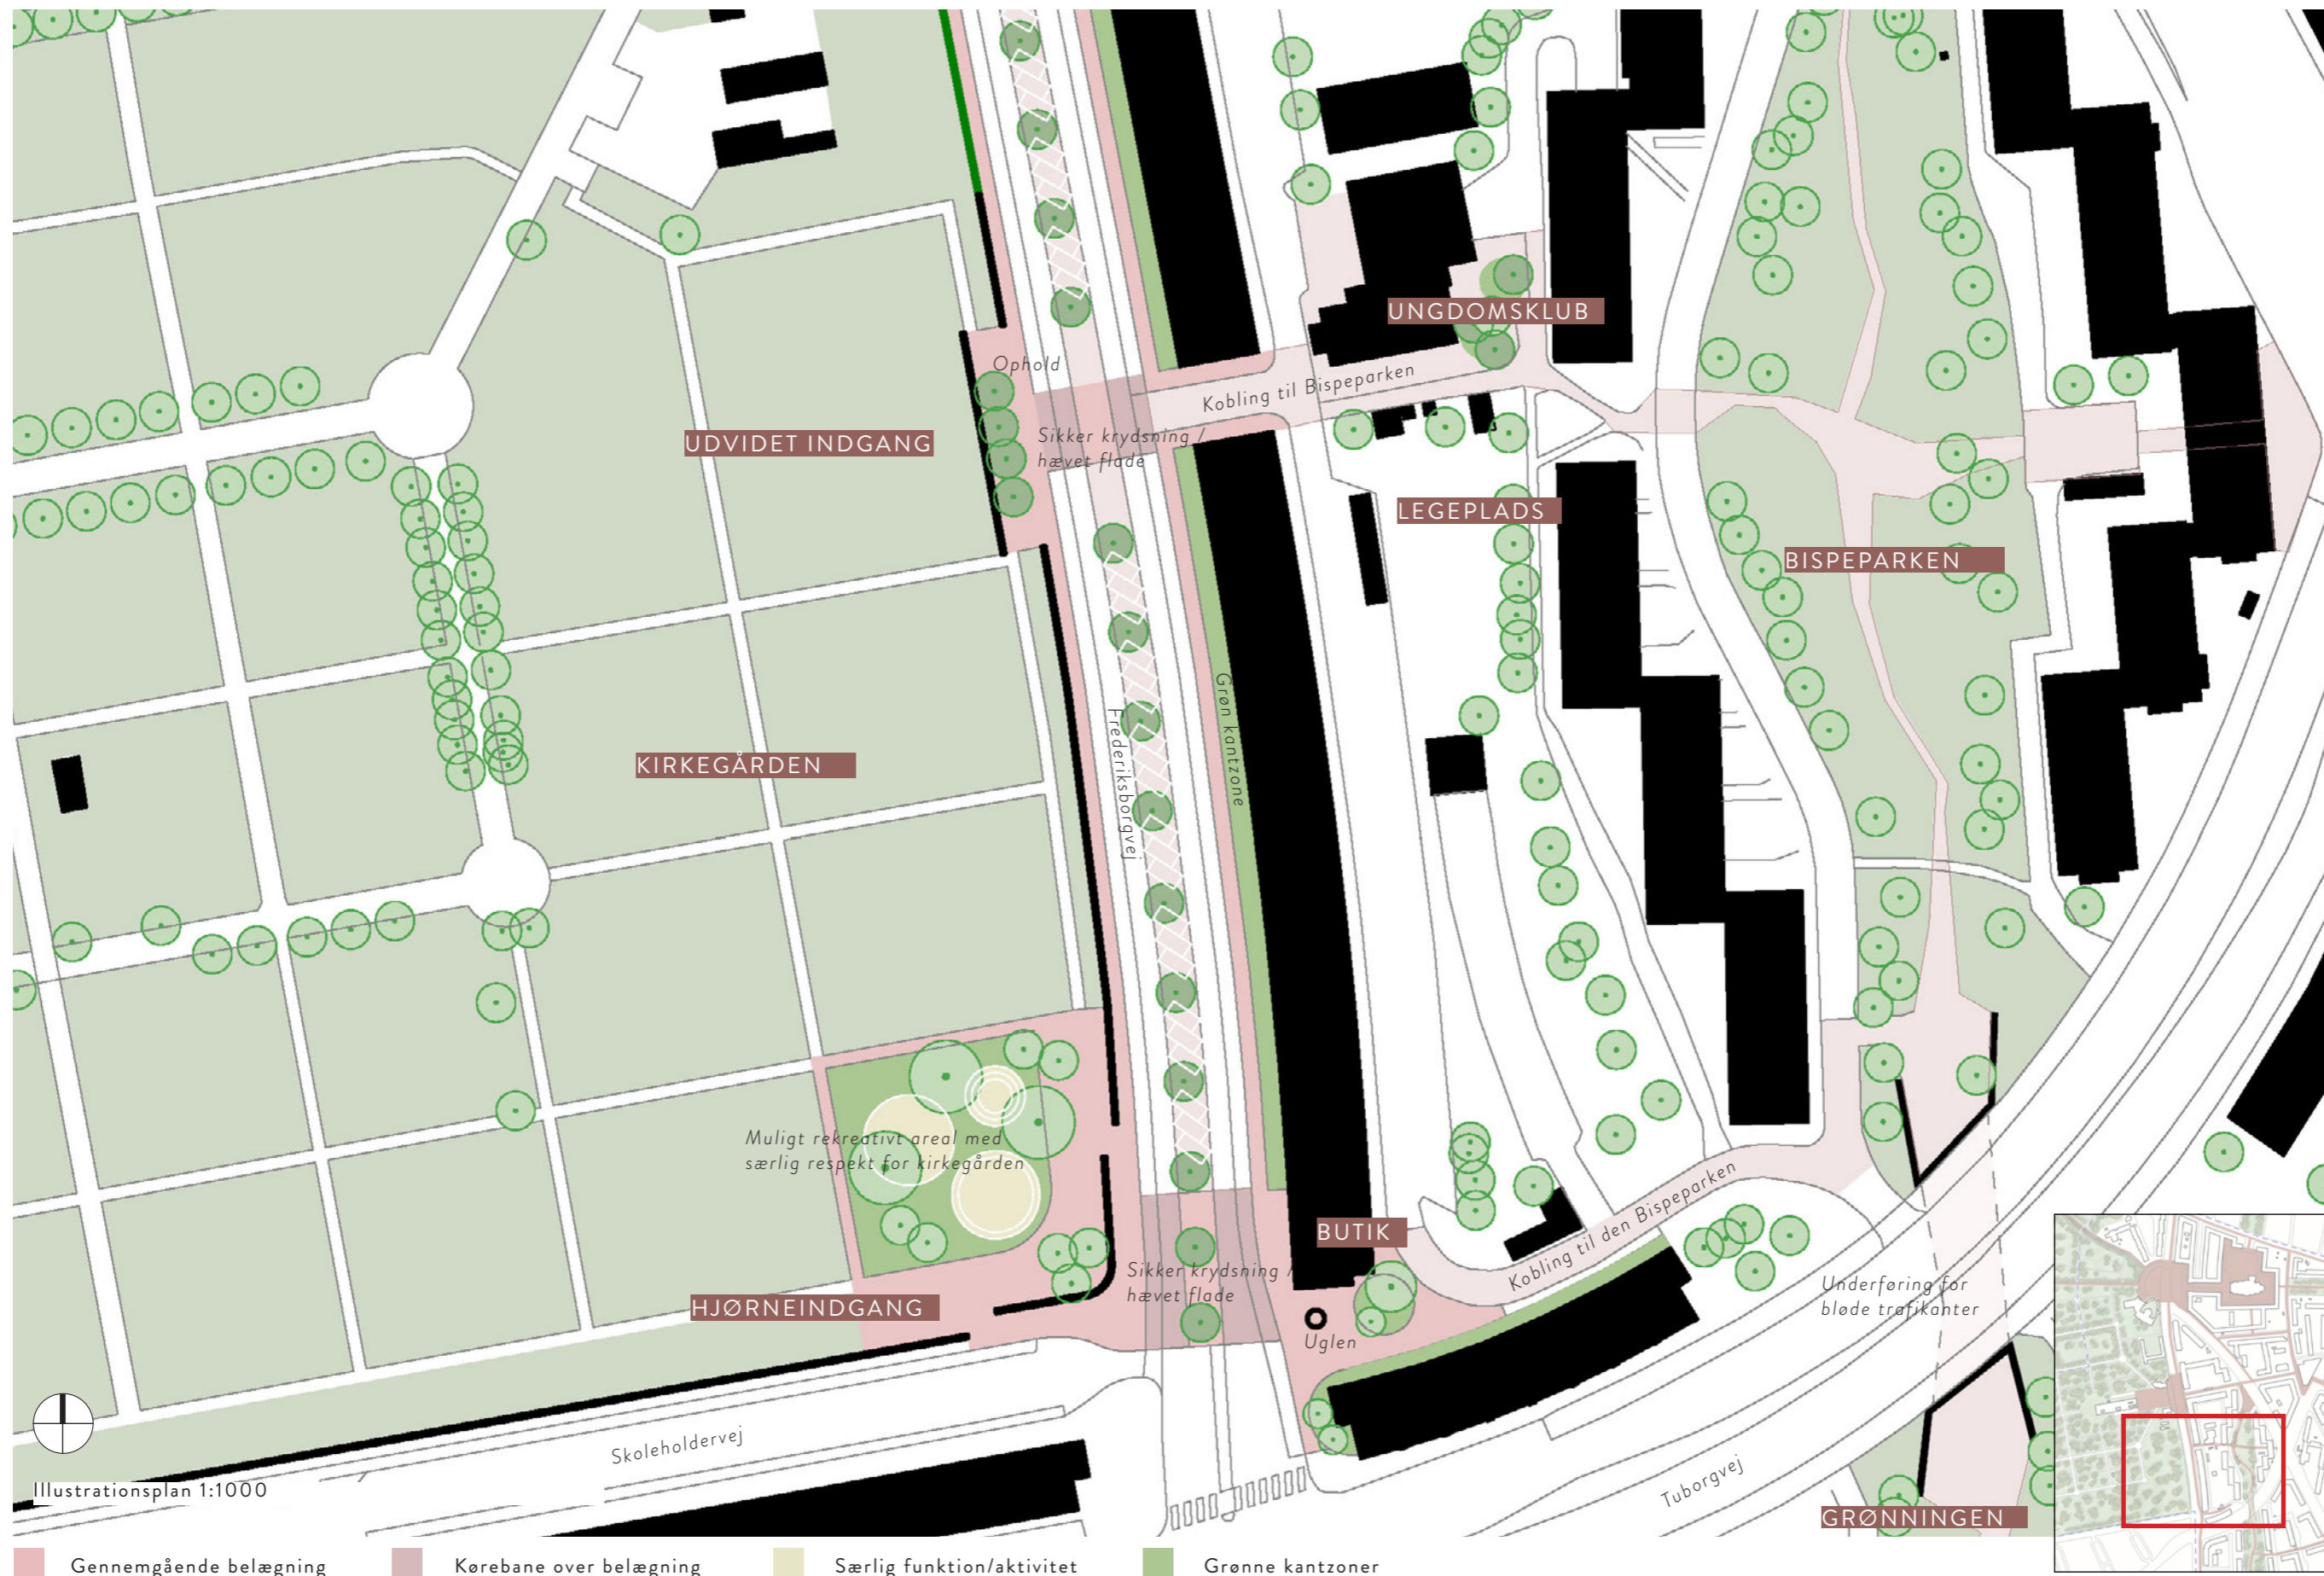 UNGDOMSKLUB
Ophold
Kobling til Bispeparken
UDVIDET INDGANG
Sikker krydsning /
hævet flade
LEGEPLADS
BISPEPARKEN
Grøn kantzone
Frederiksborgvej
KIRKEGÅRDEN
Muligt rekreativt areal med
særlig respekt for kirkegården
Kobling til den Bispeparken
BUTIK
Sikker krydsning /
hævet flade
Underføring for
bløde trafikanter
HJØRNEINDGANG
Uglen
Skoleholdervej
Tuborgvej
Illustrationsplan 1:1000
GRØNNINGEN
Gennemgående belægning
Kørebane over belægning
Særlig funktion/aktivitet
Grønne kantzoner